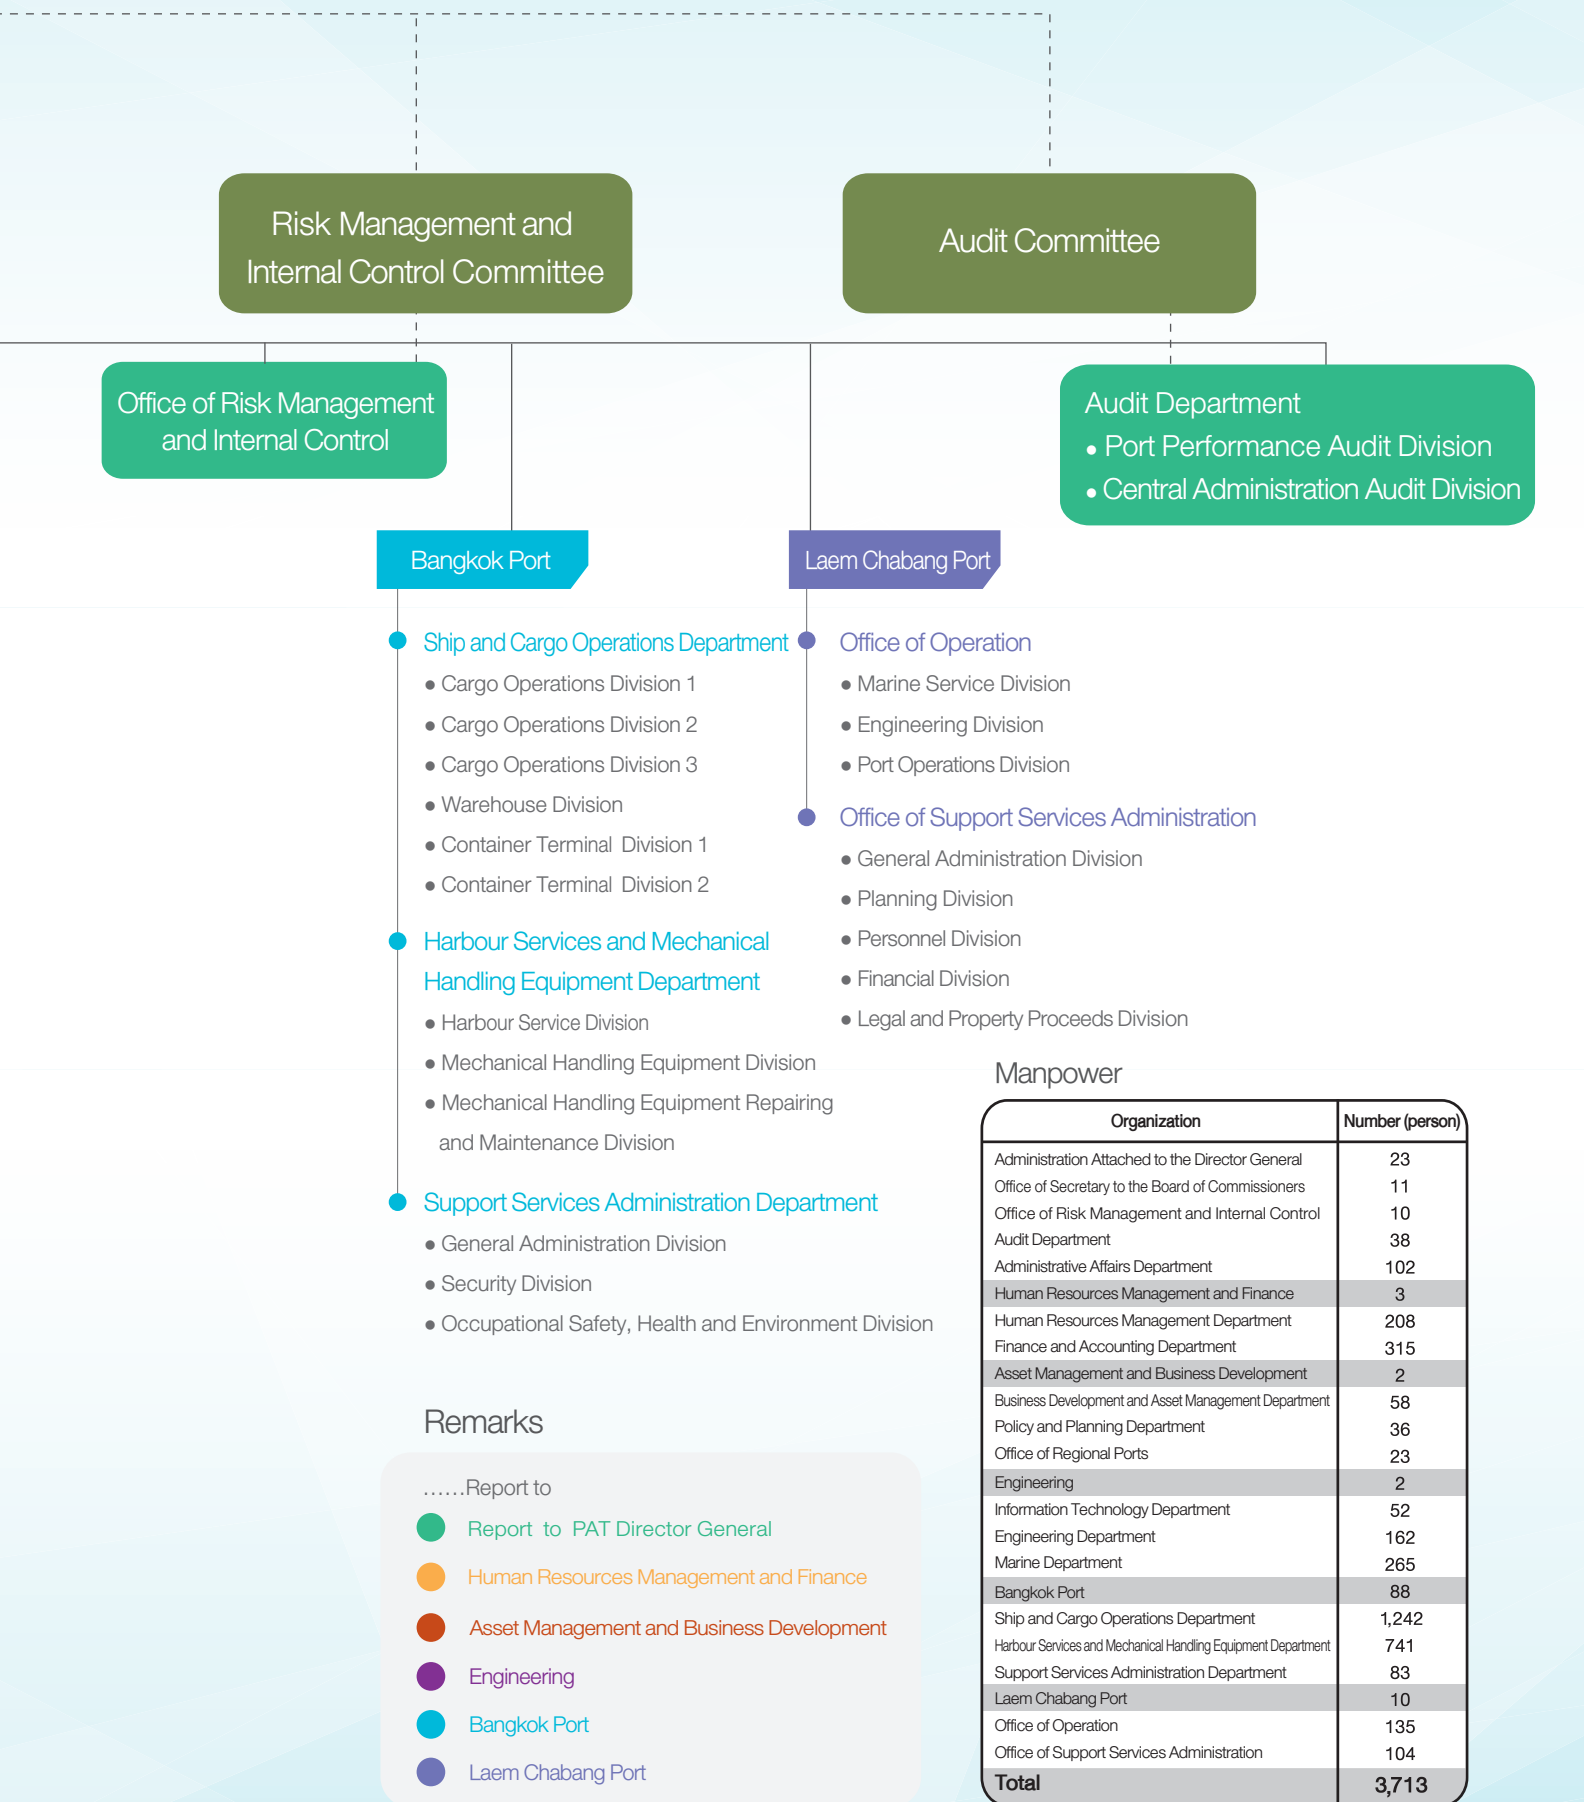 Risk Management and
Internal Control Committee
Audit Committee
Office of Risk Management
and Internal Control
Audit Department
● Port Performance Audit Division
● Central Administration Audit Division
Bangkok Port
Ship and Cargo Operations Department
● Cargo Operations Division 1
● Cargo Operations Division 2
● Cargo Operations Division 3
● Warehouse Division
● Container Terminal Division 1
● Container Terminal Division 2
Harbour Services and Mechanical
Handling Equipment Department
● Harbour Service Division
● Mechanical Handling Equipment Division
● Mechanical Handling Equipment Repairing
and Maintenance Division
Support Services Administration Department
● General Administration Division
● Security Division
● Occupational Safety, Health and Environment Division
Laem Chabang Port
Office of Operation
● Marine Service Division
● Engineering Division
● Port Operations Division
Office of Support Services Administration
● General Administration Division
● Planning Division
● Personnel Division
● Financial Division
● Legal and Property Proceeds Division
Remarks
......Report to
Report to PAT Director General
Human Resources Management and Finance
Asset Management and Business Development
Engineering
Bangkok Port
Laem Chabang Port
Manpower
Organization Number (person)
Administration Attached to the Director General 23
Office of Secretary to the Board of Commissioners 11
Office of Risk Management and Internal Control 10
Audit Department 38
Administrative Affairs Department 102
Human Resources Management and Finance 3
Human Resources Management Department 208
Finance and Accounting Department 315
Asset Management and Business Development 2
Business Development and Asset Management Department 58
Policy and Planning Department 36
Office of Regional Ports 23
Engineering 2
Information Technology Department 52
Engineering Department 162
Marine Department 265
Bangkok Port 88
Ship and Cargo Operations Department 1,242
Harbour Services and Mechanical Handling Equipment Department 741
Support Services Administration Department 83
Laem Chabang Port 10
Office of Operation 135
Office of Support Services Administration 104
Total 3,713